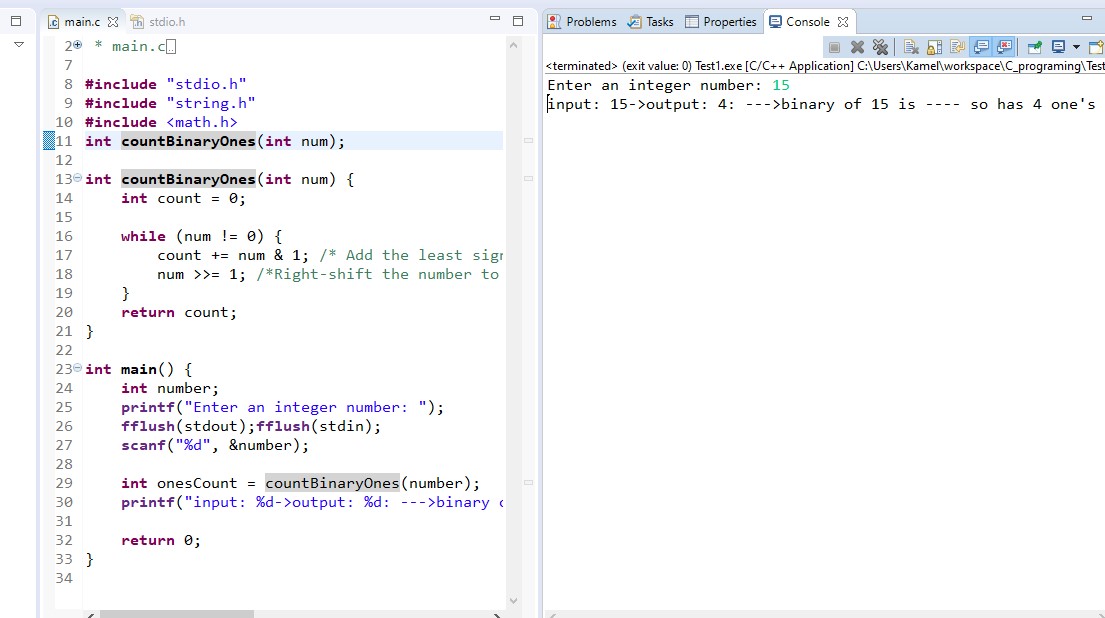 main.c stdio.h
2 * main.c
7
8 #include "stdio.h"
9 #include "string.h"
10 #include <math.h>
11 int countBinaryOnes(int num);
12
13 int countBinaryOnes(int num) {
14 int count = 0;
15
16 while (num != 0) {
17 count += num & 1; /* Add the least
18 num >>= 1; /*Right-shift the number to
19 }
20 return count;
21 }
22
23 int main() {
24 int number;
25 printf("Enter an integer number: ");
26 fflush(stdout);fflush(stdin);
27 scanf("%d", &number);
28
29 int onesCount = countBinaryOnes(number);
30 printf("input: %d->output: %d: --->binary
31
32 return 0;
33 }
34
Problems Tasks Properties Console
<terminated> (exit value: 0) Test1.exe [C/C++ Application] C:\Users\Kamel\workspace\C_programing\Test
Enter an integer number: 15
input: 15->output: 4: --->binary of 15 is ---- so has 4 one's